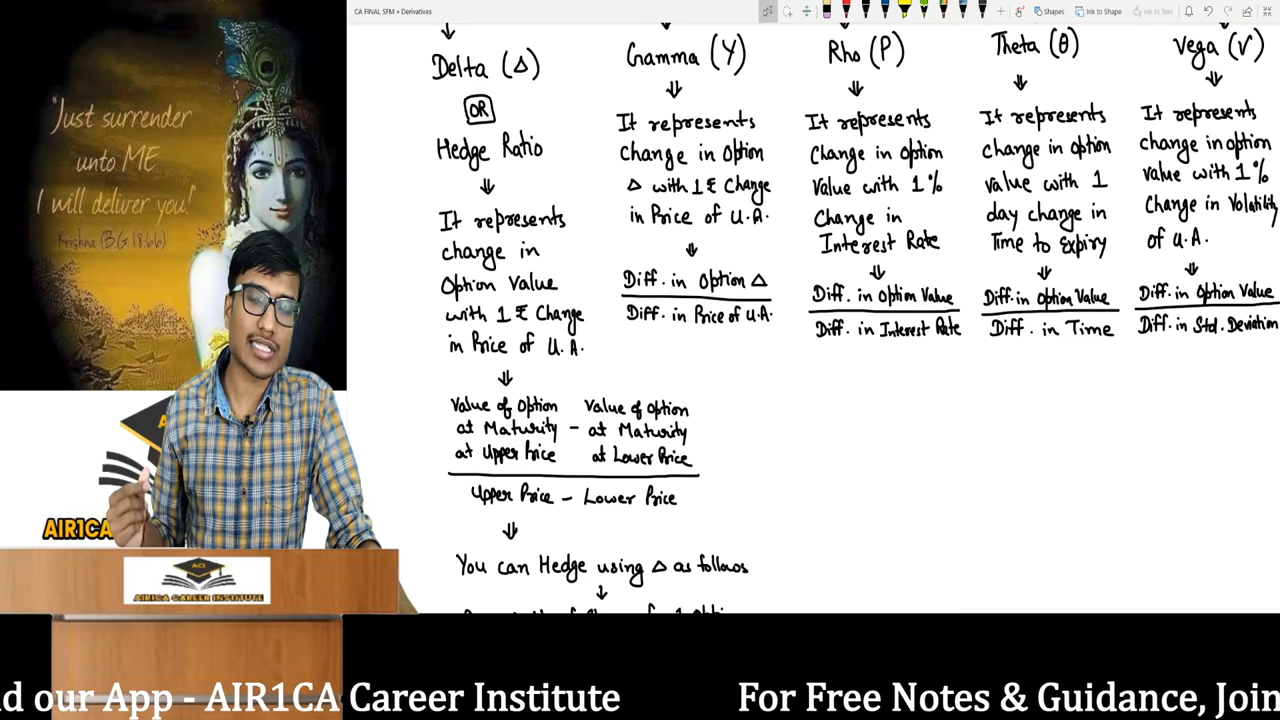 CA FINAL SFM » Derivatives
Shapes
Ink to Shape
Ink to Text
"Just surrender
unto ME
I will deliver you!"
Krishna (BG 18:66)
Delta (Δ)
OR
Hedge Ratio
It represents
change in
Option Value
with 1 ₹ Change
in Price of U.A.
Value of Option
at Maturity
at Upper Price
–
Value of Option
at Maturity
at Lower Price
Upper Price – Lower Price
You can Hedge using Δ as follows
Gamma (γ)
It represents
Change in Option
Δ with 1 ₹ Change
in Price of U.A.
Diff. in Option Δ
Diff. in Price of U.A.
Rho (P)
It represents
Change in option
Value with 1%
Change in
Interest Rate
Diff. in Option Value
Diff. in Interest Rate
Theta (θ)
It represents
change in option
value with 1
day change in
Time to Expiry
Diff. in Option Value
Diff. in Time
Vega (ν)
It represents
change in option
value with 1%
Change in Volatility
of U.A.
Diff. in Option Value
Diff. in Std. Deviation
AIR1CA
ACI
AIR1CA CAREER INSTITUTE
d our App - AIR1CA Career Institute
For Free Notes & Guidance, Join